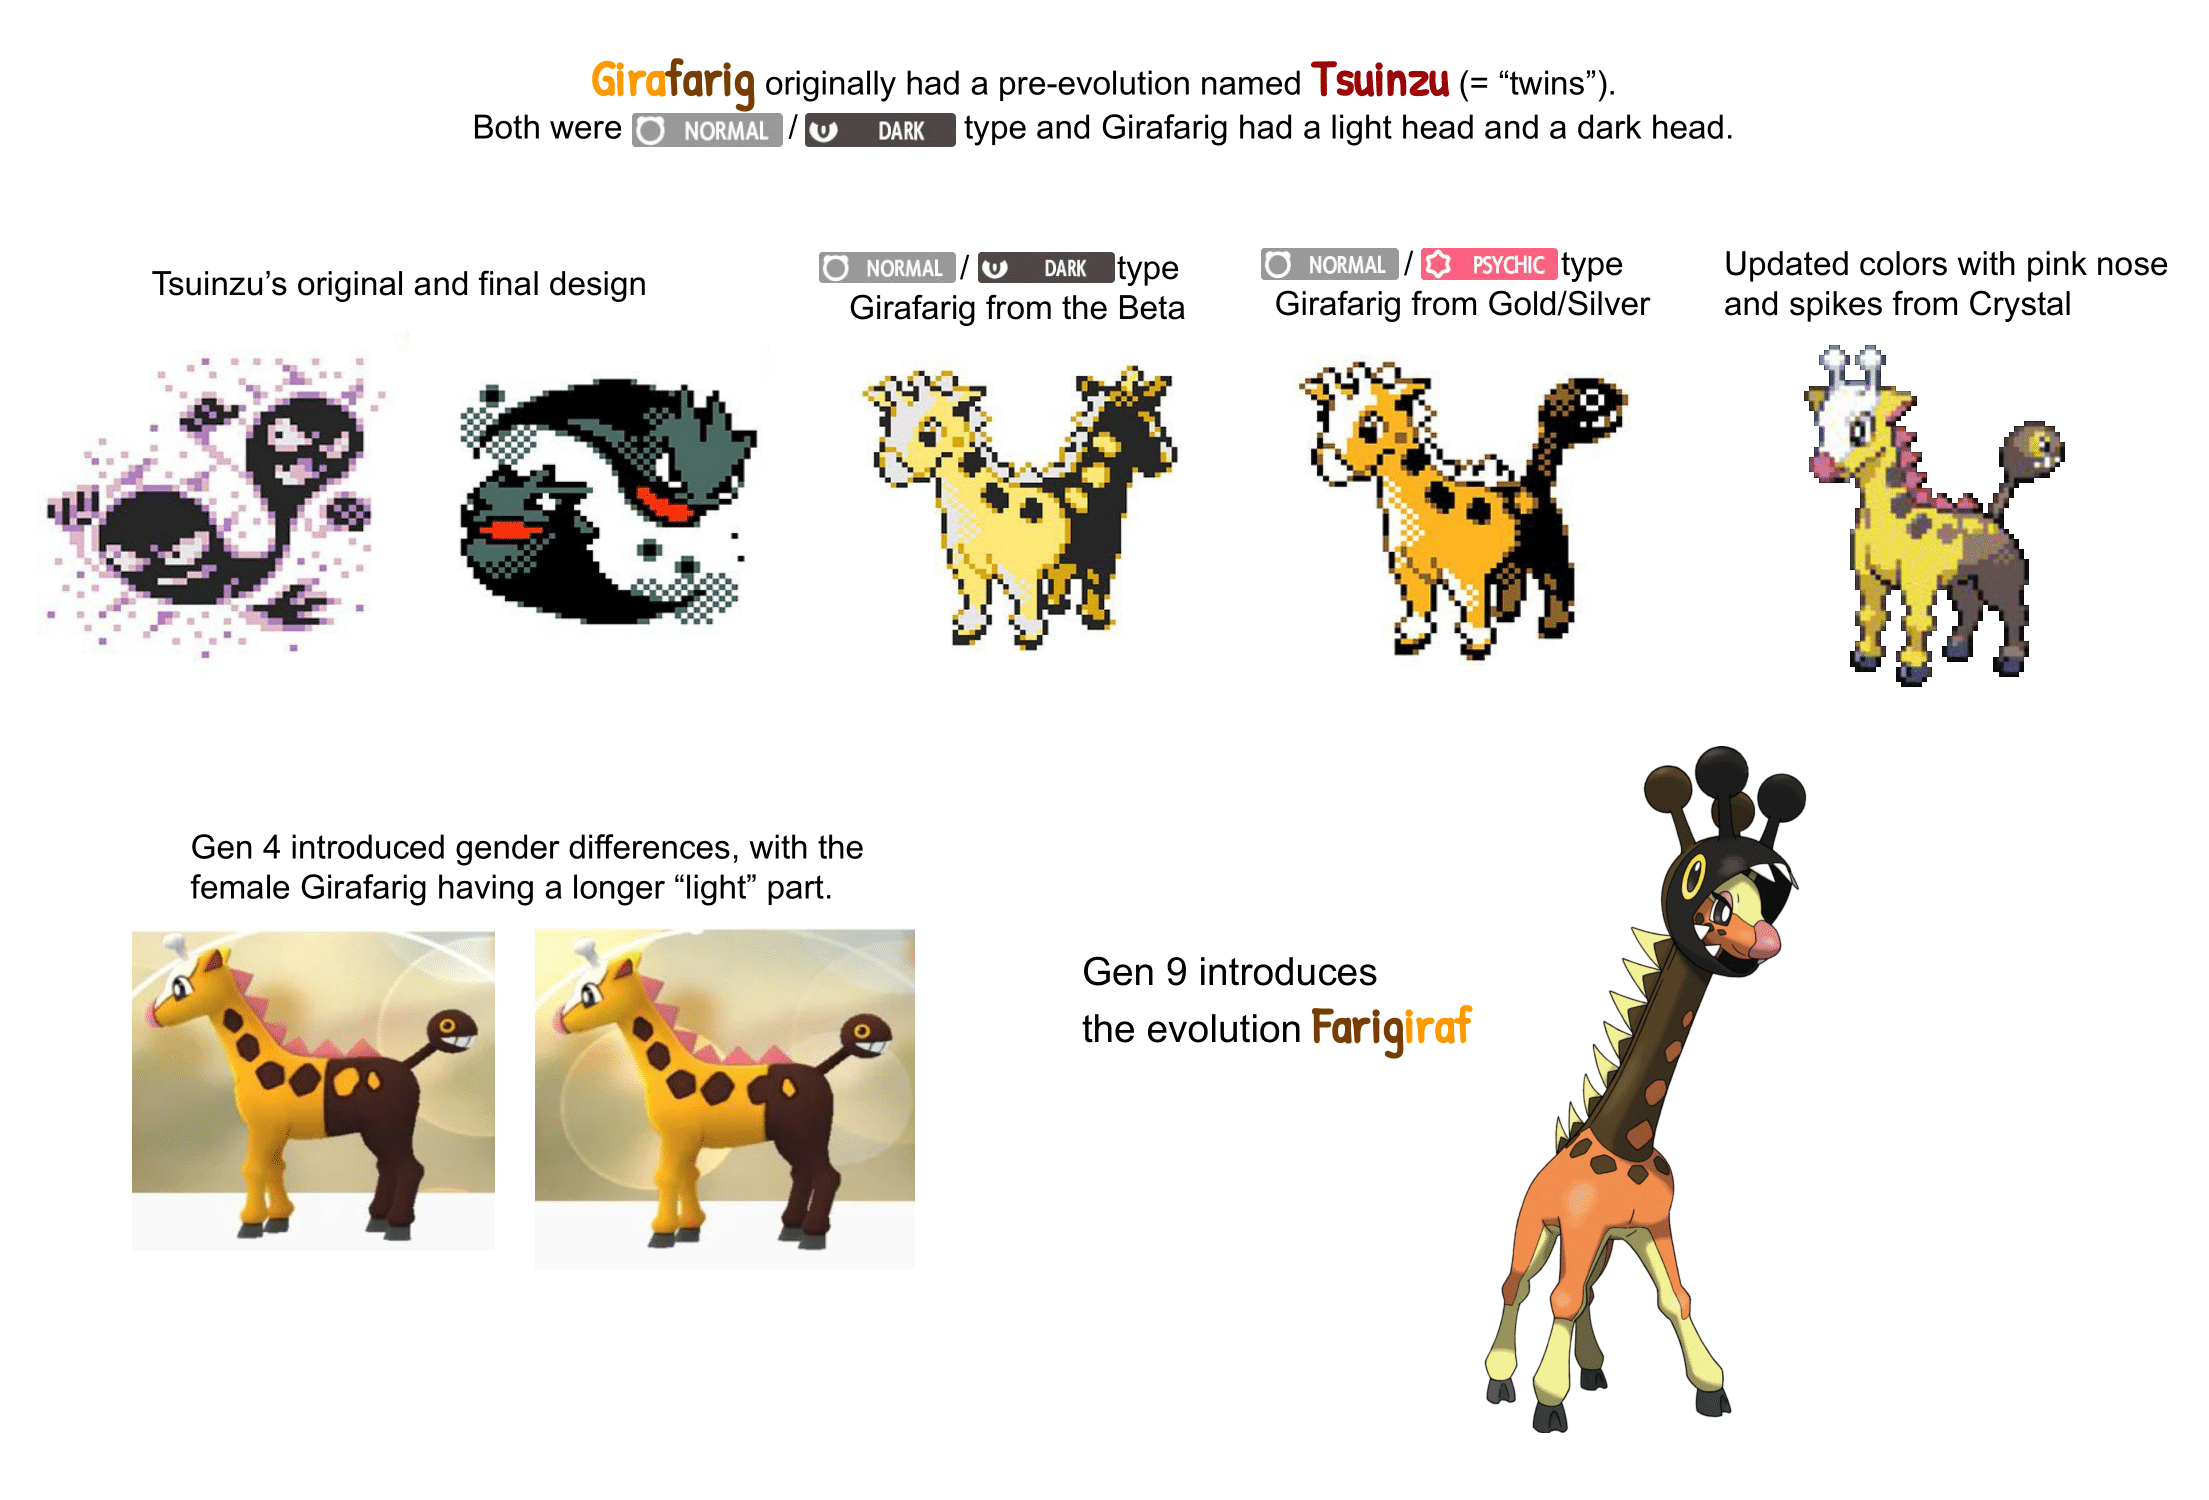 Girafarig originally had a pre-evolution named Tsuinzu (= “twins”).
Both were NORMAL / DARK type and Girafarig had a light head and a dark head.
Tsuinzu’s original and final design
NORMAL / DARK type
Girafarig from the Beta
NORMAL / PSYCHIC type
Girafarig from Gold/Silver
Updated colors with pink nose
and spikes from Crystal
Gen 4 introduced gender differences, with the
female Girafarig having a longer “light” part.
Gen 9 introduces
the evolution Farigiraf